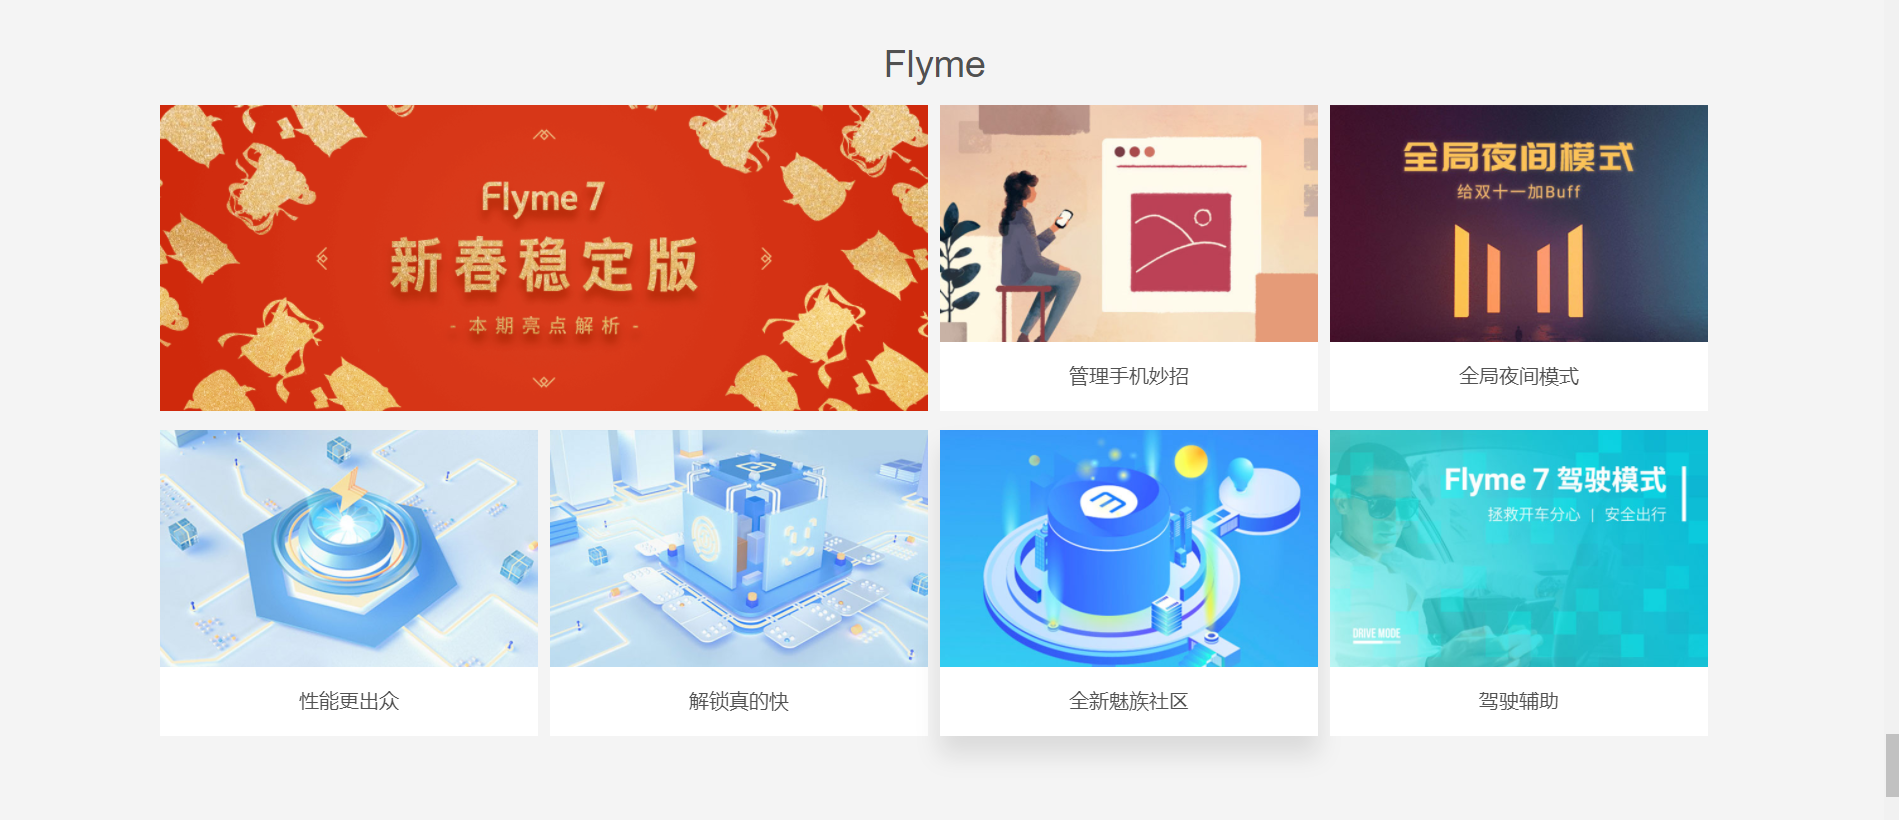 Flyme
Flyme 7
新春稳定版
- 本期亮点解析 -
管理手机妙招
全局夜间模式
给双十一加Buff
全局夜间模式
性能更出众
解锁真的快
全新魅族社区
Flyme 7 驾驶模式
拯救开车分心 | 安全出行
DRIVE MODE
驾驶辅助